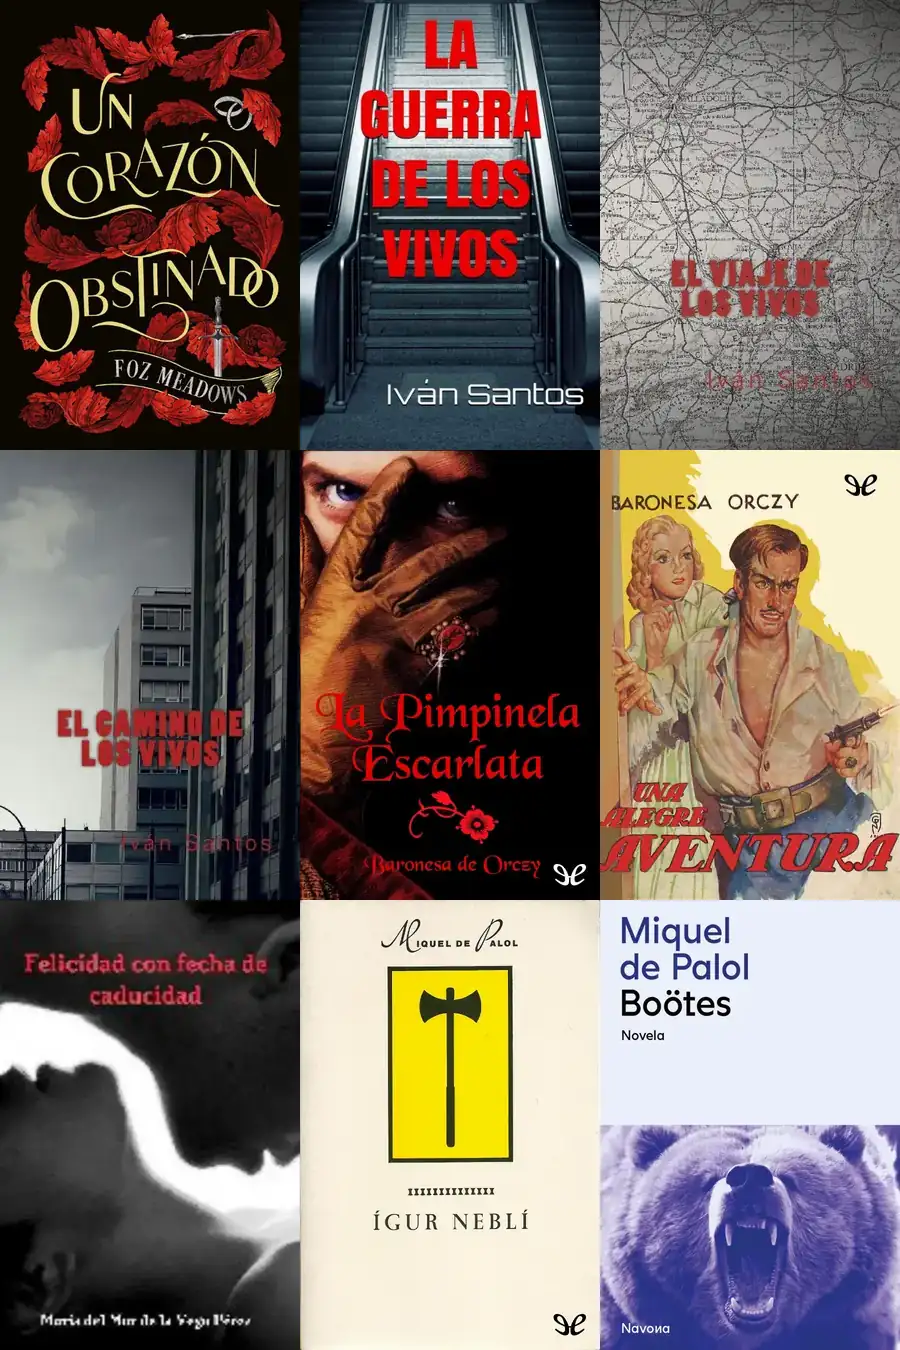 UN
CORAZÓN
OBSTINADO
FOZ MEADOWS
LA
GUERRA
DE LOS
VIVOS
Iván Santos
EL VIAJE DE
LOS VIVOS
Iván Santos
EL CAMINO DE
LOS VIVOS
Iván Santos
La Pimpinela
Escarlata
Baronesa de Orczy
BARONESA ORCZY
UNA
ALEGRE
AVENTURA
Felicidad con fecha de
caducidad
María del Mar de la Vega Pérez
MIQUEL DE PALOL
ÍGUR NEBLÍ
Miquel
de Palol
Boötes
Novela
Navona